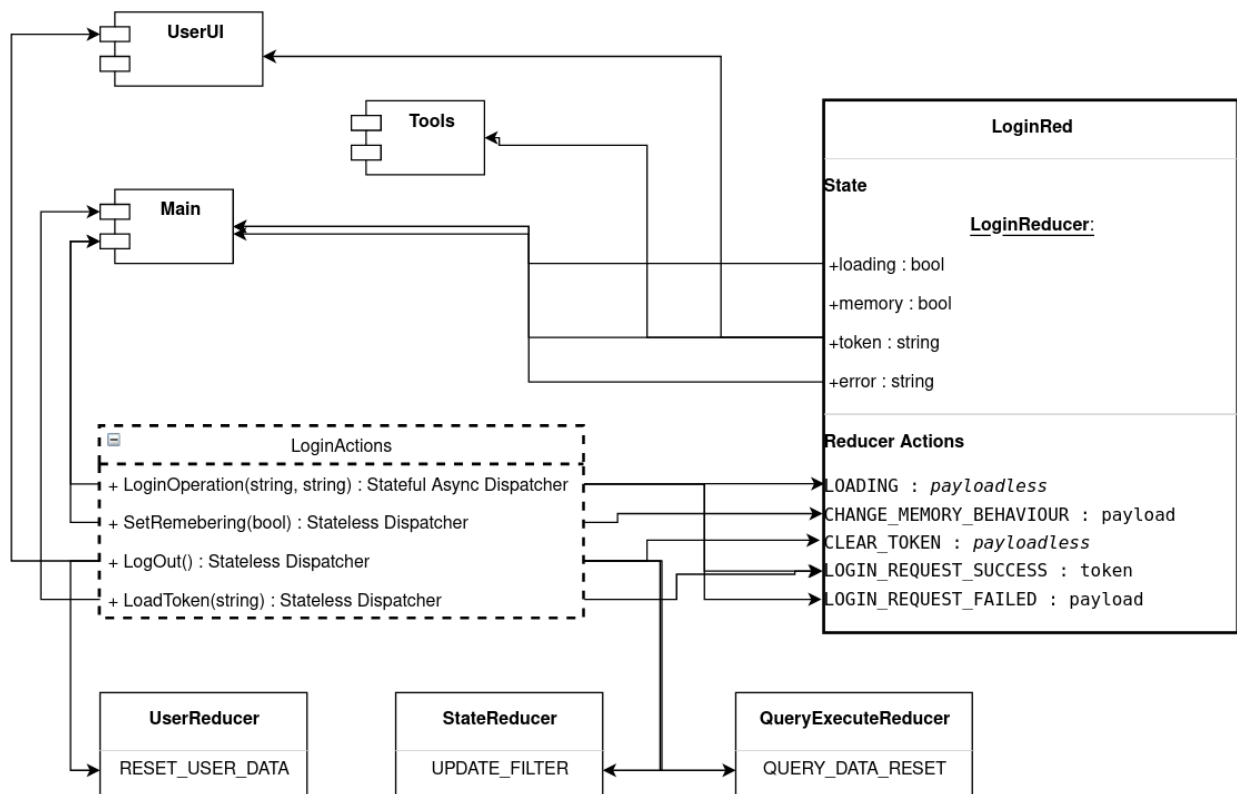 UserUI
Tools
Main
LoginRed
State
LoginReducer:
+loading : bool
+memory : bool
+token : string
+error : string
Reducer Actions
LOADING : payloadless
CHANGE_MEMORY_BEHAVIOUR : payload
CLEAR_TOKEN : payloadless
LOGIN_REQUEST_SUCCESS : token
LOGIN_REQUEST_FAILED : payload
LoginActions
+ LoginOperation(string, string) : Stateful Async Dispatcher
+ SetRemebering(bool) : Stateless Dispatcher
+ LogOut() : Stateless Dispatcher
+ LoadToken(string) : Stateless Dispatcher
UserReducer
RESET_USER_DATA
StateReducer
UPDATE_FILTER
QueryExecuteReducer
QUERY_DATA_RESET